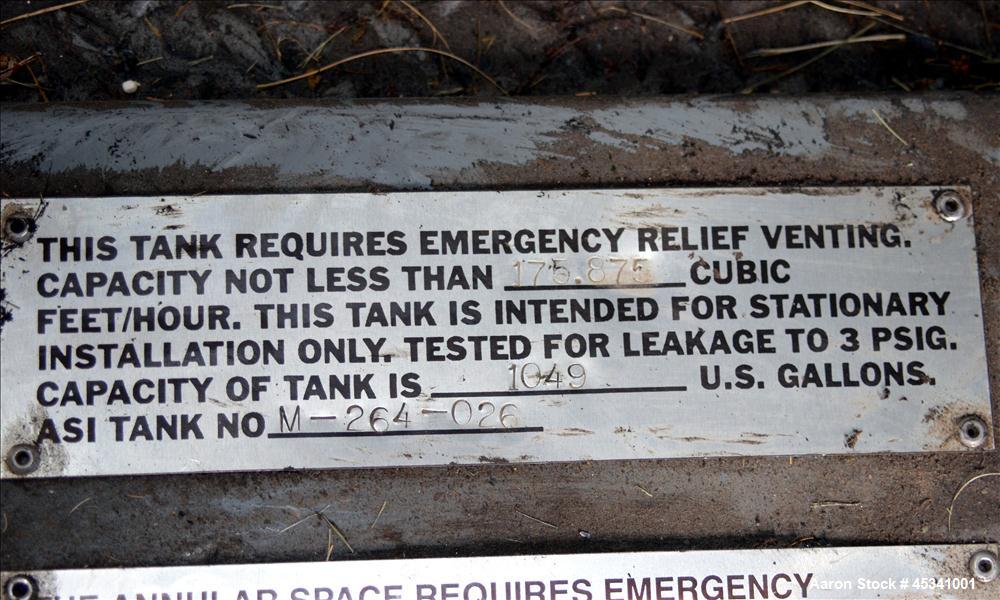 THIS TANK REQUIRES EMERGENCY RELIEF VENTING.
CAPACITY NOT LESS THAN 175.875 CUBIC
FEET/HOUR. THIS TANK IS INTENDED FOR STATIONARY
INSTALLATION ONLY. TESTED FOR LEAKAGE TO 3 PSIG.
CAPACITY OF TANK IS 1049 U.S. GALLONS.
ASI TANK NO M-264-026
THE ANNULAR SPACE REQUIRES EMERGENCY
Aaron Stock # 45341001